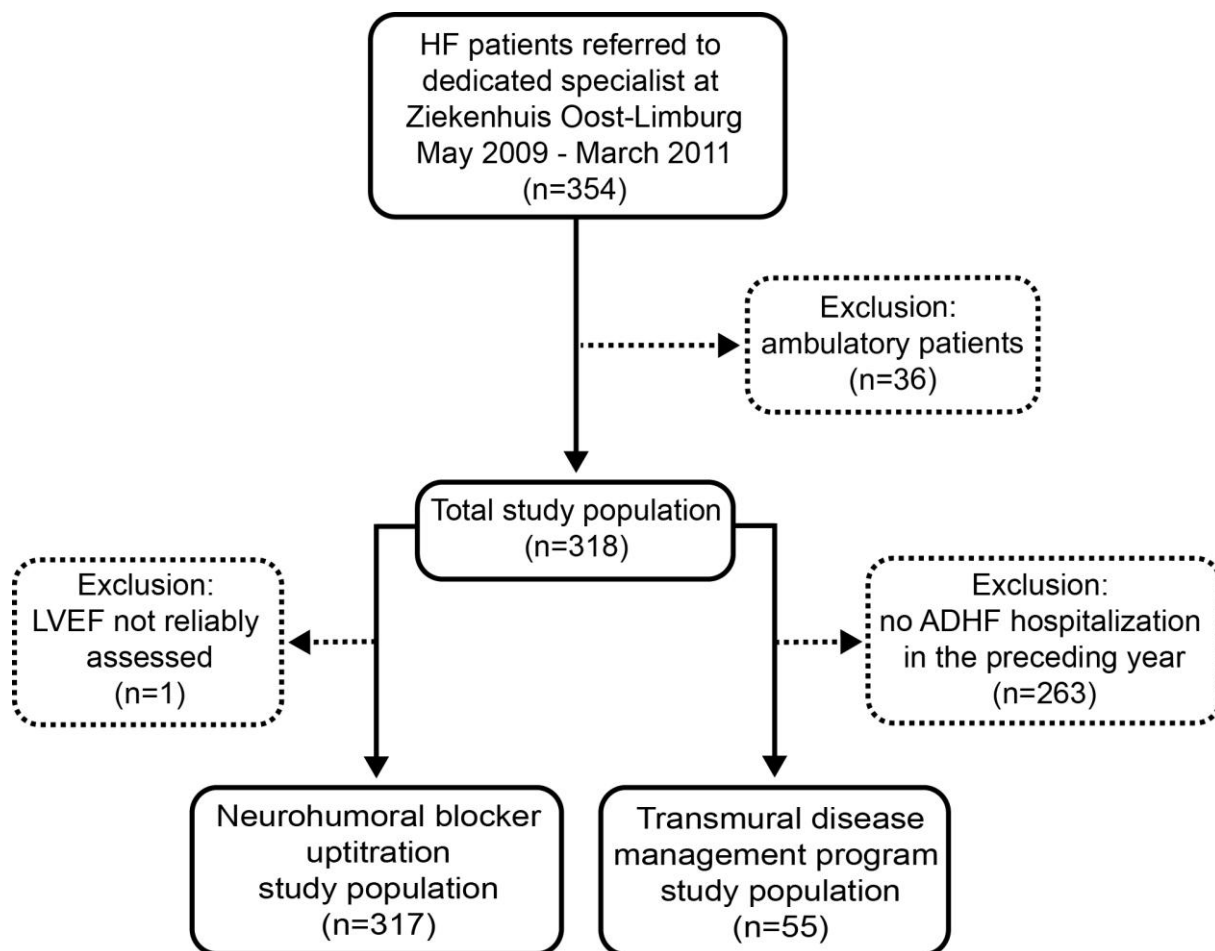 HF patients referred to
dedicated specialist at
Ziekenhuis Oost-Limburg
May 2009 - March 2011
(n=354)
Exclusion:
ambulatory patients
(n=36)
Total study population
(n=318)
Exclusion:
LVEF not reliably
assessed
(n=1)
Exclusion:
no ADHF hospitalization
in the preceding year
(n=263)
Neurohumoral blocker
uptitration
study population
(n=317)
Transmural disease
management program
study population
(n=55)